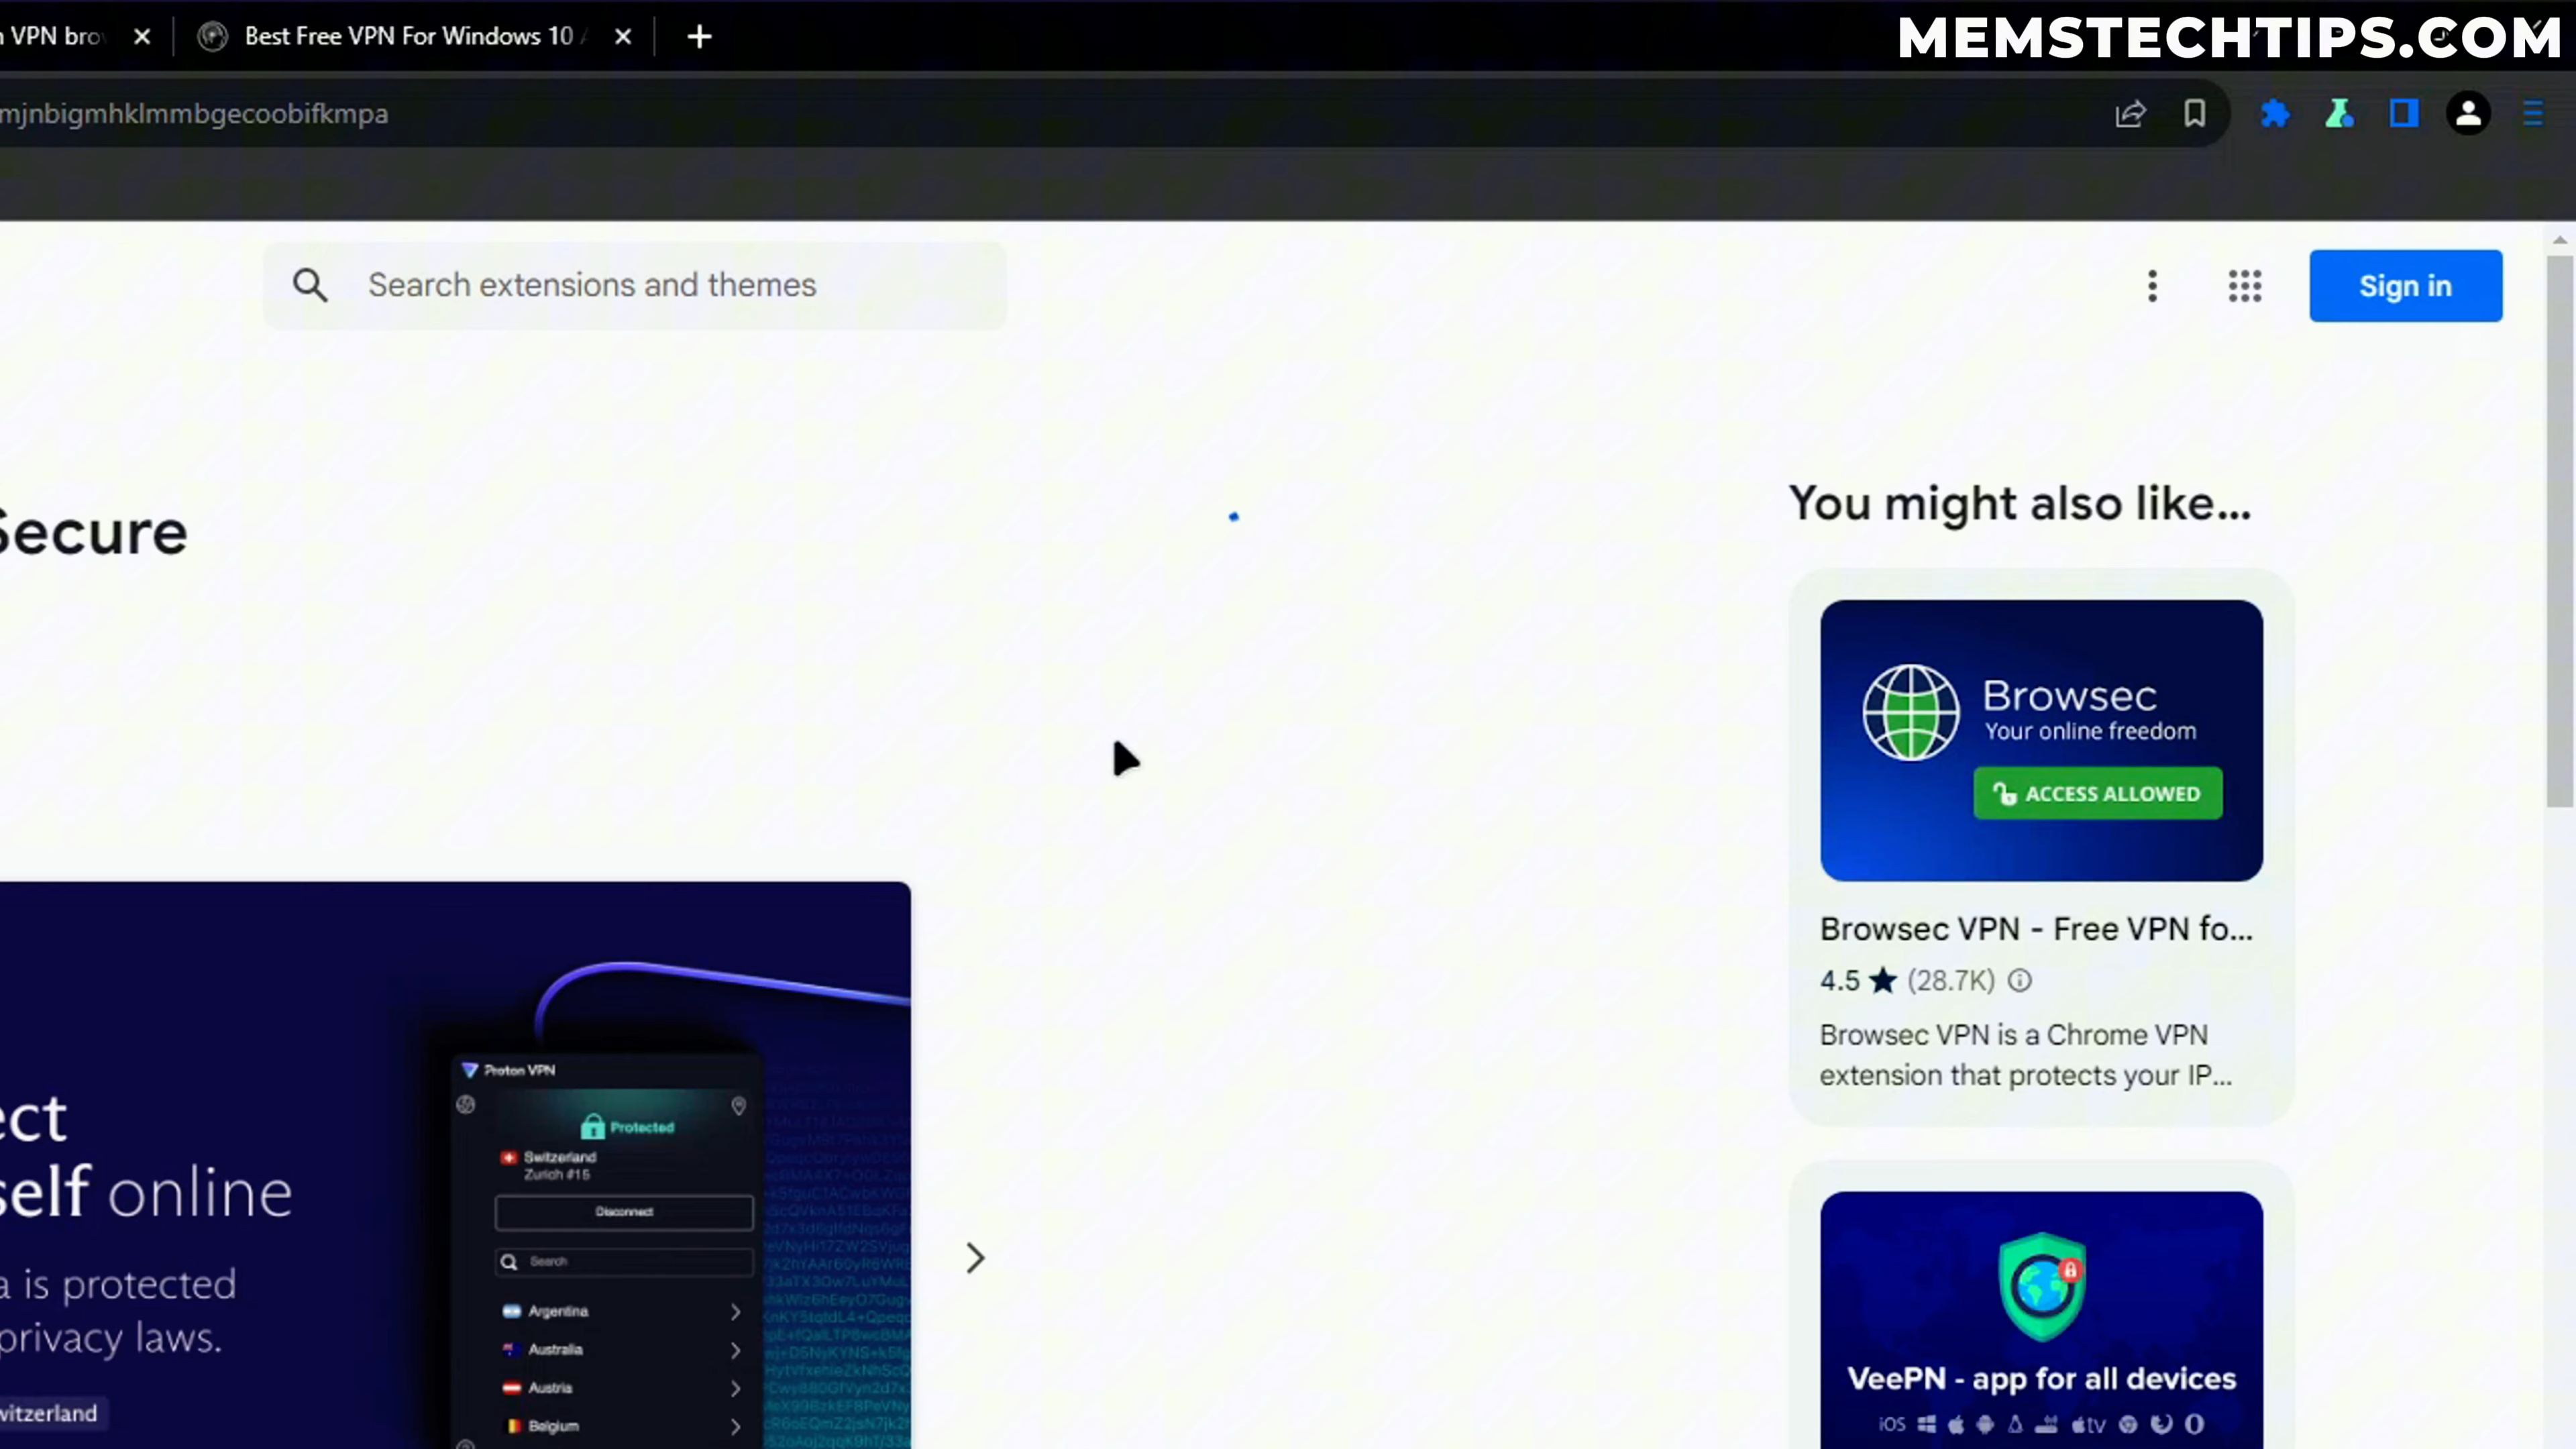 VPN bro
Best Free VPN For Windows 10
MEMSTECHTIPS.COM
mjnbigmhklmmbgecoobifkmpa
Search extensions and themes
Sign in
Secure
You might also like...
Browsec
Your online freedom
ACCESS ALLOWED
Browsec VPN - Free VPN fo...
4.5 ★ (28.7K)
Browsec VPN is a Chrome VPN
extension that protects your IP...
ect
self online
a is protected
privacy laws.
witzerland
Proton VPN
Protected
Switzerland
Zurich #15
Disconnect
Search
Argentina
Australia
Austria
Belgium
VeePN - app for all devices
iOS
tv